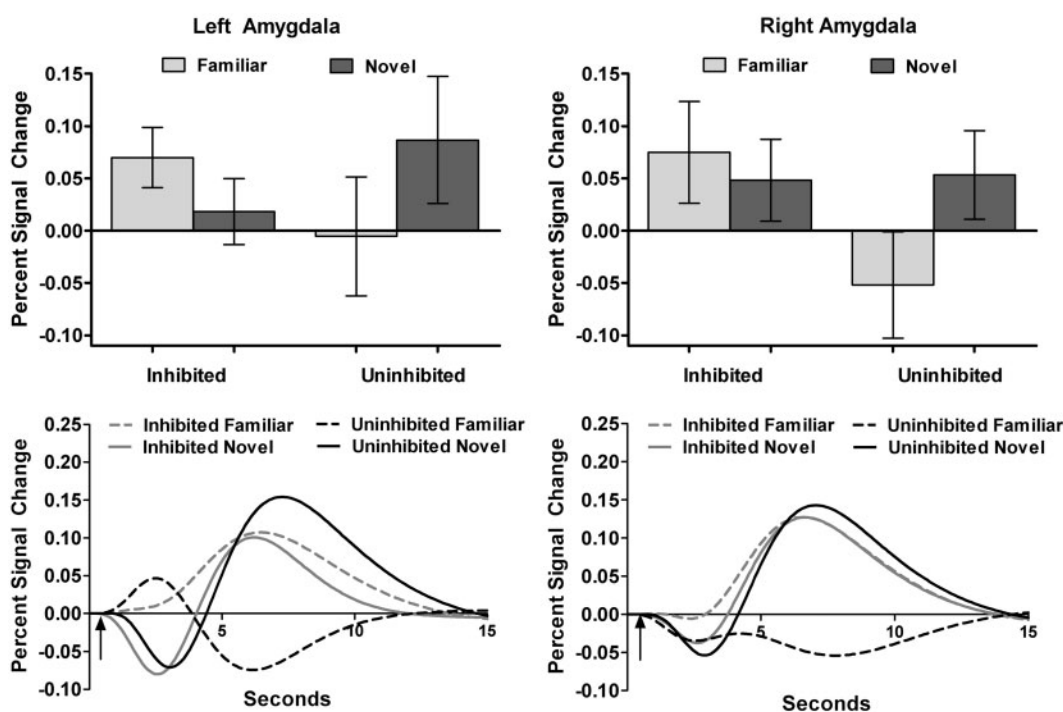 Left Amygdala
Familiar Novel
Percent Signal Change
0.15
0.10
0.05
0.00
-0.05
-0.10
Inhibited Uninhibited
Right Amygdala
Familiar Novel
Percent Signal Change
0.15
0.10
0.05
0.00
-0.05
-0.10
Inhibited Uninhibited
Inhibited Familiar Uninhibited Familiar
Inhibited Novel Uninhibited Novel
Percent Signal Change
0.25
0.20
0.15
0.10
0.05
0.00
-0.05
-0.10
5 10 15
Seconds
Inhibited Familiar Uninhibited Familiar
Inhibited Novel Uninhibited Novel
Percent Signal Change
0.25
0.20
0.15
0.10
0.05
0.00
-0.05
-0.10
5 10 15
Seconds